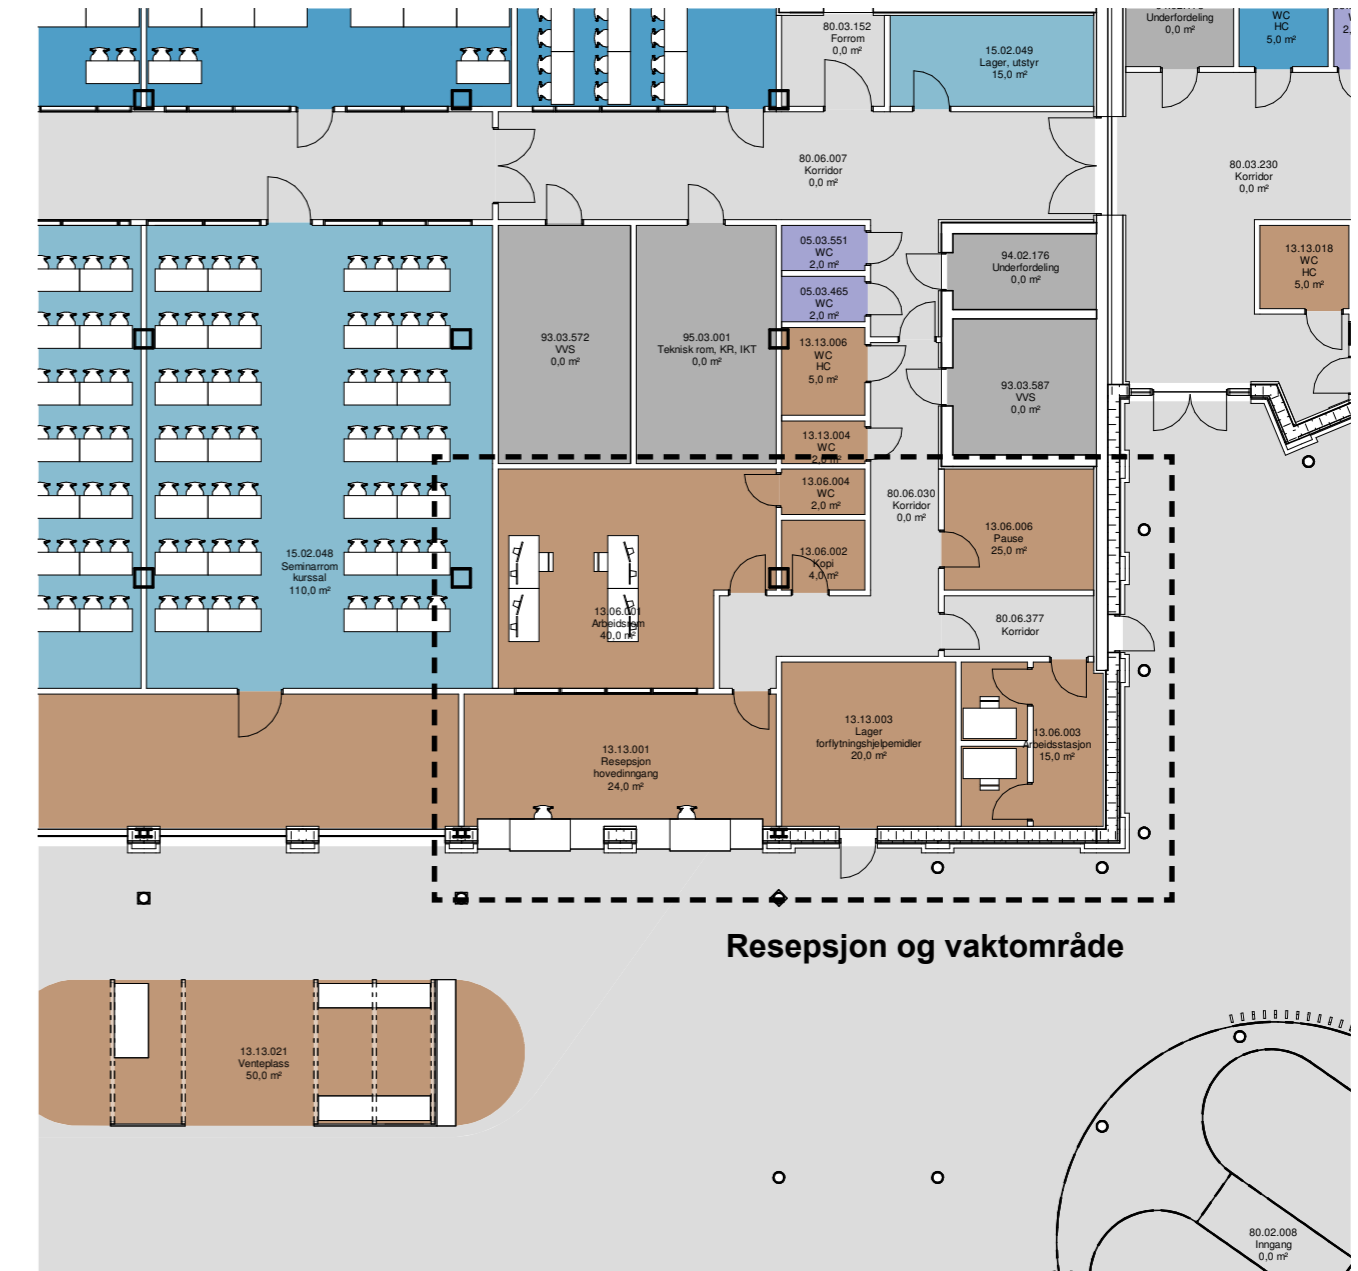 80.03.152
Forrom
0,0 m²
15.02.049
Lager, utstyr
15,0 m²
Underfordeling
0,0 m²
WC
HC
5,0 m²
80.06.007
Korridor
0,0 m²
80.03.230
Korridor
0,0 m²
05.03.551
WC
2,0 m²
94.02.176
Underfordeling
0,0 m²
13.13.018
WC
HC
5,0 m²
05.03.465
WC
2,0 m²
93.03.572
VVS
0,0 m²
95.03.001
Teknisk rom, KR, IKT
0,0 m²
13.13.006
WC
HC
5,0 m²
93.03.587
VVS
0,0 m²
13.13.004
WC
2,0 m²
13.06.004
WC
2,0 m²
80.06.030
Korridor
0,0 m²
13.06.006
Pause
25,0 m²
15.02.048
Seminarrom
kurssal
110,0 m²
13.06.002
Kopi
4,0 m²
13.06.001
Arbeidsrom
40,0 m²
80.06.377
Korridor
13.13.001
Resepsjon
hovedinngang
24,0 m²
13.13.003
Lager
forflytningshjelpemidler
20,0 m²
13.06.003
Arbeidsstasjon
15,0 m²
Resepsjon og vaktområde
13.13.021
Venteplass
50,0 m²
80.02.008
Inngang
0,0 m²